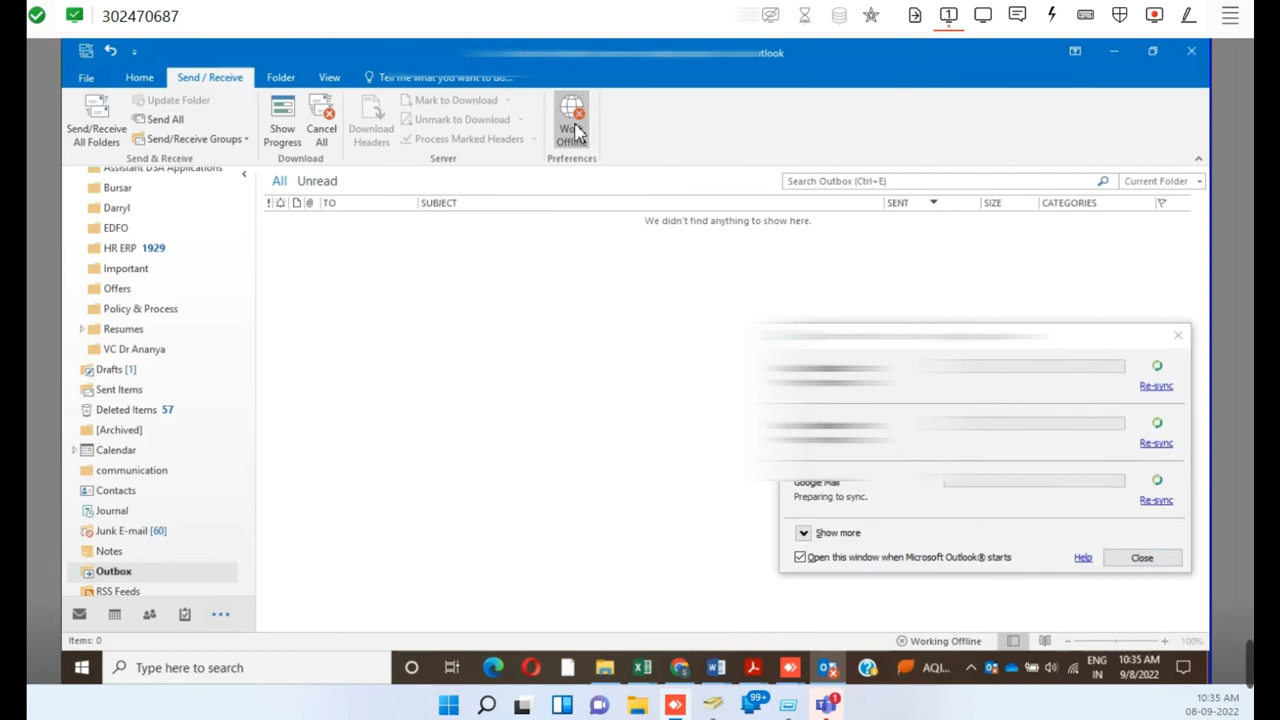 302470687
1
utlook
File
Home
Send / Receive
Folder
View
Tell me what you want to do...
Send/Receive
All Folders
Update Folder
Send All
Send/Receive Groups
Send & Receive
Show
Progress
Cancel
All
Download
Download
Headers
Mark to Download
Unmark to Download
Process Marked Headers
Server
Offline
Preferences
Assistant DSA Applications
Bursar
Darryl
EDFO
HR ERP 1929
Important
Offers
Policy & Process
Resumes
VC Dr Ananya
Drafts [1]
Sent Items
Deleted Items 57
[Archived]
Calendar
communication
Contacts
Journal
Junk E-mail [60]
Notes
Outbox
RSS Feeds
All Unread
Search Outbox (Ctrl+E)
Current Folder
TO
SUBJECT
SENT
SIZE
CATEGORIES
We didn't find anything to show here.
Re-sync
Re-sync
Google Mail
Preparing to sync.
Re-sync
Show more
Open this window when Microsoft Outlook® starts
Help
Close
Items: 0
Working Offline
100%
Type here to search
AQI...
ENG
IN
10:35 AM
9/8/2022
99+
1
10:35 AM
08-09-2022